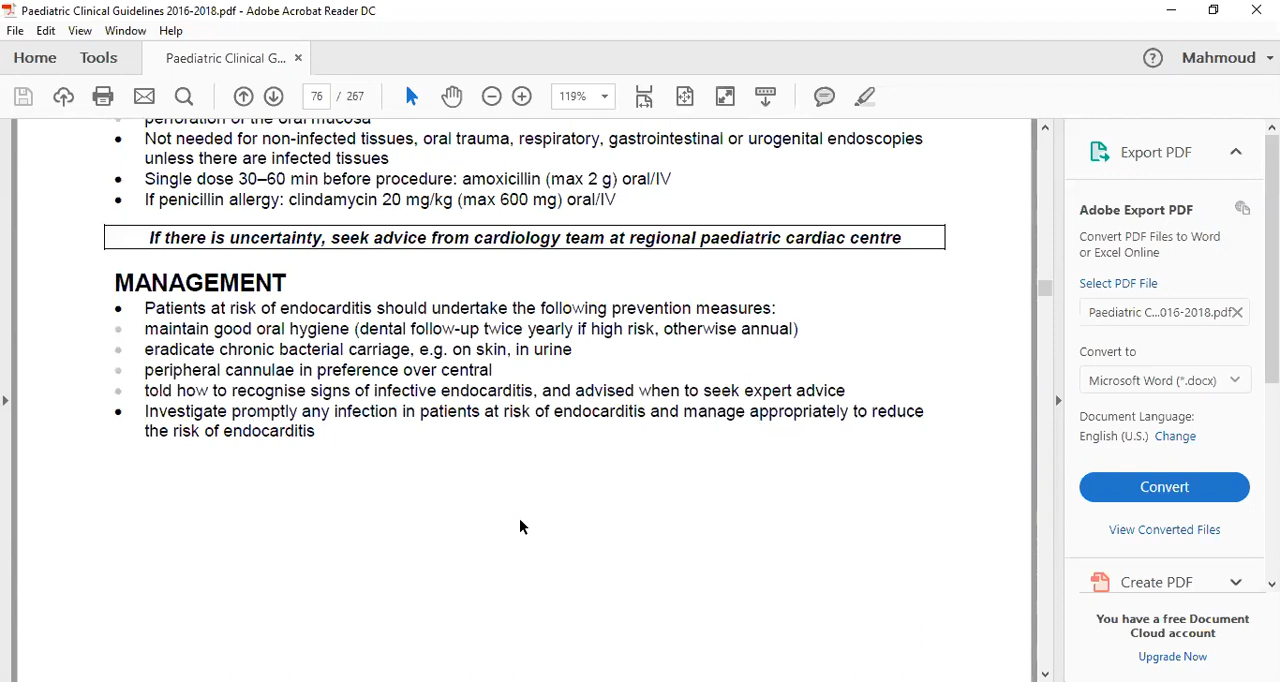 Paediatric Clinical Guidelines 2016-2018.pdf - Adobe Acrobat Reader DC
File Edit View Window Help
Home Tools Paediatric Clinical G... × ? Mahmoud
76 / 267 119%
perforation of the oral mucosa
• Not needed for non-infected tissues, oral trauma, respiratory, gastrointestinal or urogenital endoscopies
unless there are infected tissues
• Single dose 30–60 min before procedure: amoxicillin (max 2 g) oral/IV
• If penicillin allergy: clindamycin 20 mg/kg (max 600 mg) oral/IV
If there is uncertainty, seek advice from cardiology team at regional paediatric cardiac centre
MANAGEMENT
• Patients at risk of endocarditis should undertake the following prevention measures:
• maintain good oral hygiene (dental follow-up twice yearly if high risk, otherwise annual)
• eradicate chronic bacterial carriage, e.g. on skin, in urine
• peripheral cannulae in preference over central
• told how to recognise signs of infective endocarditis, and advised when to seek expert advice
• Investigate promptly any infection in patients at risk of endocarditis and manage appropriately to reduce
the risk of endocarditis
Export PDF
Adobe Export PDF
Convert PDF Files to Word
or Excel Online
Select PDF File
Paediatric C...016-2018.pdf ×
Convert to
Microsoft Word (*.docx)
Document Language:
English (U.S.) Change
Convert
View Converted Files
Create PDF
You have a free Document
Cloud account
Upgrade Now